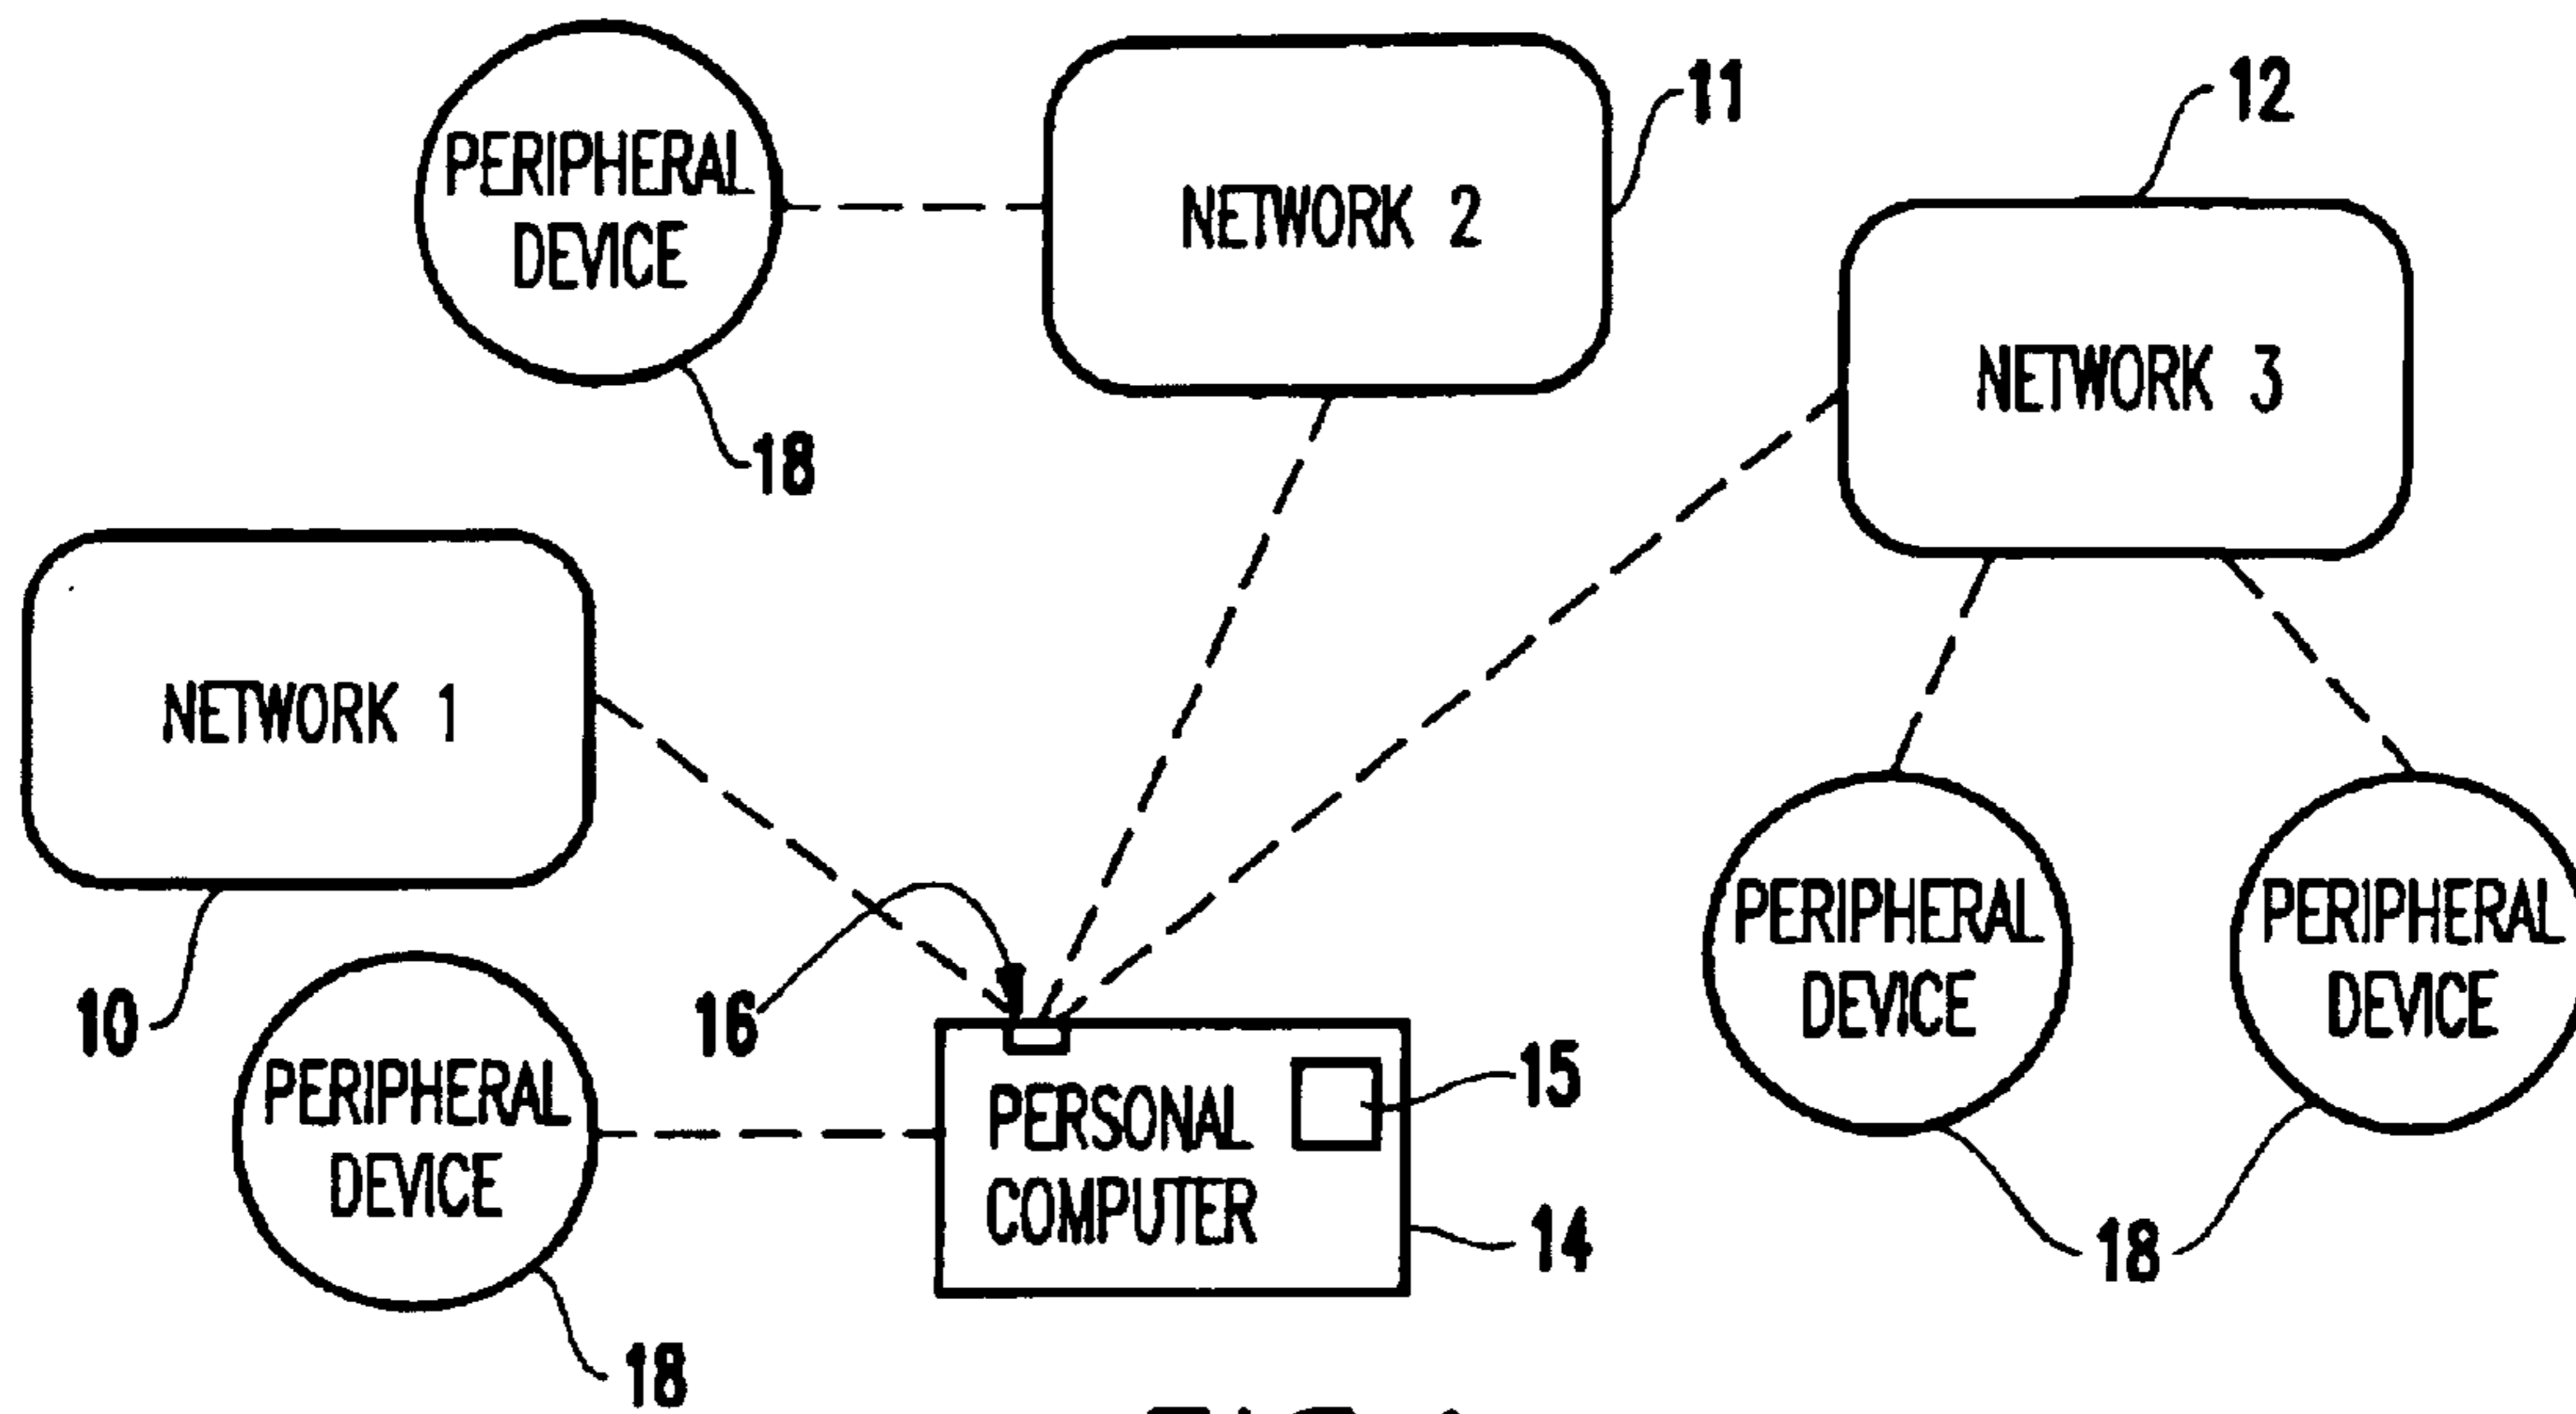 PERIPHERAL
DEVICE
18
NETWORK 2
11
NETWORK 3
12
NETWORK 1
10
16
PERIPHERAL
DEVICE
18
PERSONAL
COMPUTER
15
14
PERIPHERAL
DEVICE
PERIPHERAL
DEVICE
18